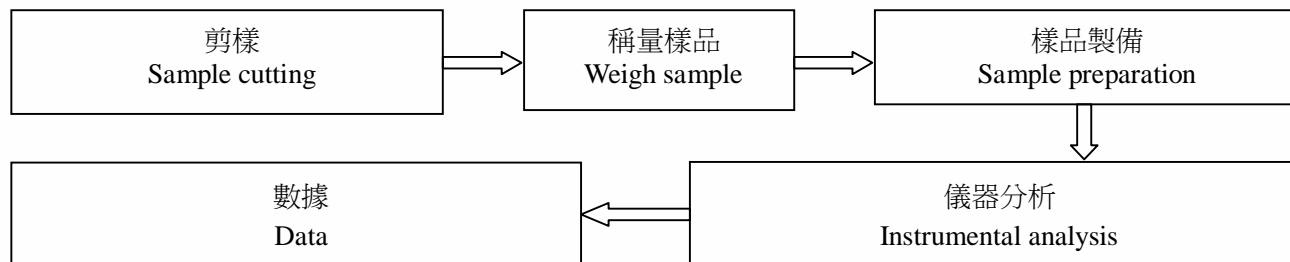 剪樣
Sample cutting
稱量樣品
Weigh sample
樣品製備
Sample preparation
儀器分析
Instrumental analysis
數據
Data